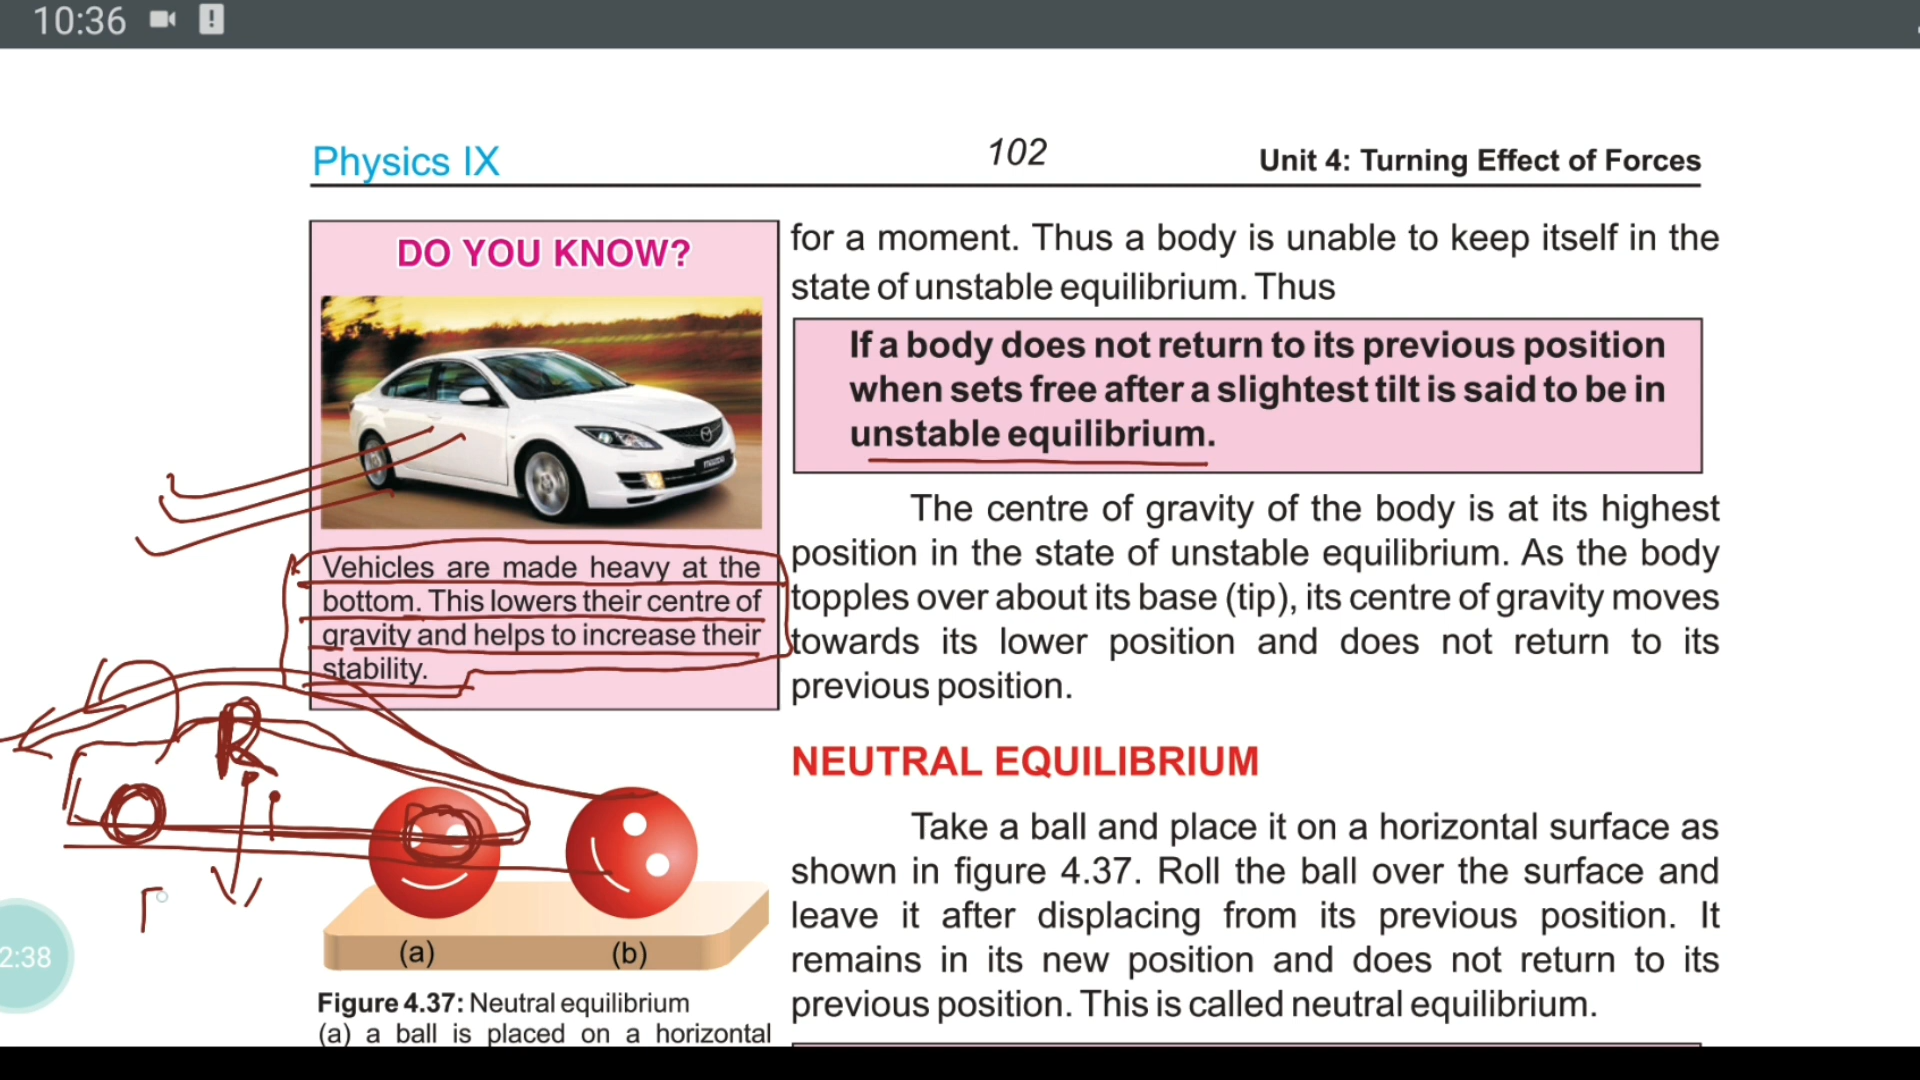 10:36
Physics IX
102
Unit 4: Turning Effect of Forces
DO YOU KNOW?
mazda
Vehicles are made heavy at the
bottom. This lowers their centre of
gravity and helps to increase their
stability.
for a moment. Thus a body is unable to keep itself in the
state of unstable equilibrium. Thus
If a body does not return to its previous position
when sets free after a slightest tilt is said to be in
unstable equilibrium.
The centre of gravity of the body is at its highest
position in the state of unstable equilibrium. As the body
topples over about its base (tip), its centre of gravity moves
towards its lower position and does not return to its
previous position.
NEUTRAL EQUILIBRIUM
Take a ball and place it on a horizontal surface as
shown in figure 4.37. Roll the ball over the surface and
leave it after displacing from its previous position. It
remains in its new position and does not return to its
previous position. This is called neutral equilibrium.
R
2:38
(a)
(b)
Figure 4.37: Neutral equilibrium
(a) a ball is placed on a horizontal